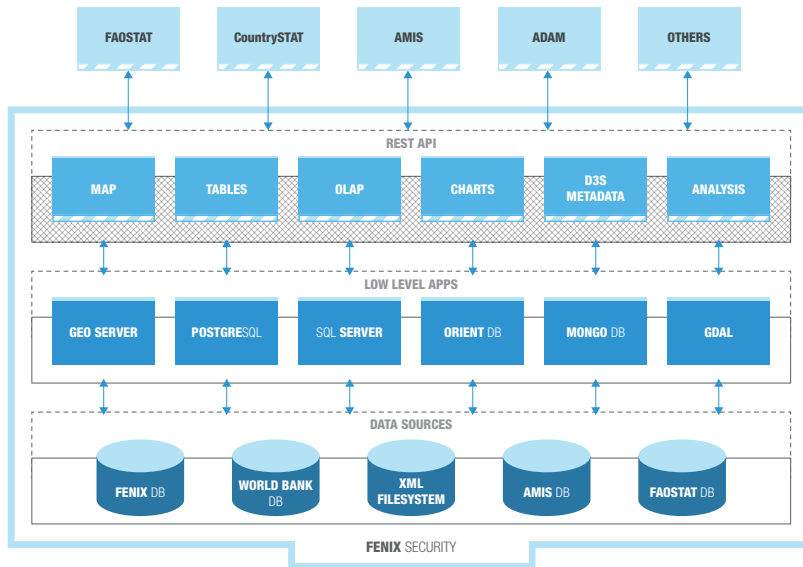 FAOSTAT
CountrySTAT
AMIS
ADAM
OTHERS
REST API
MAP
TABLES
OLAP
CHARTS
D3S
METADATA
ANALYSIS
LOW LEVEL APPS
GEO SERVER
POSTGRESQL
SQL SERVER
ORIENT DB
MONGO DB
GDAL
DATA SOURCES
FENIX DB
WORLD BANK
DB
XML
FILESYSTEM
AMIS DB
FAOSTAT DB
FENIX SECURITY